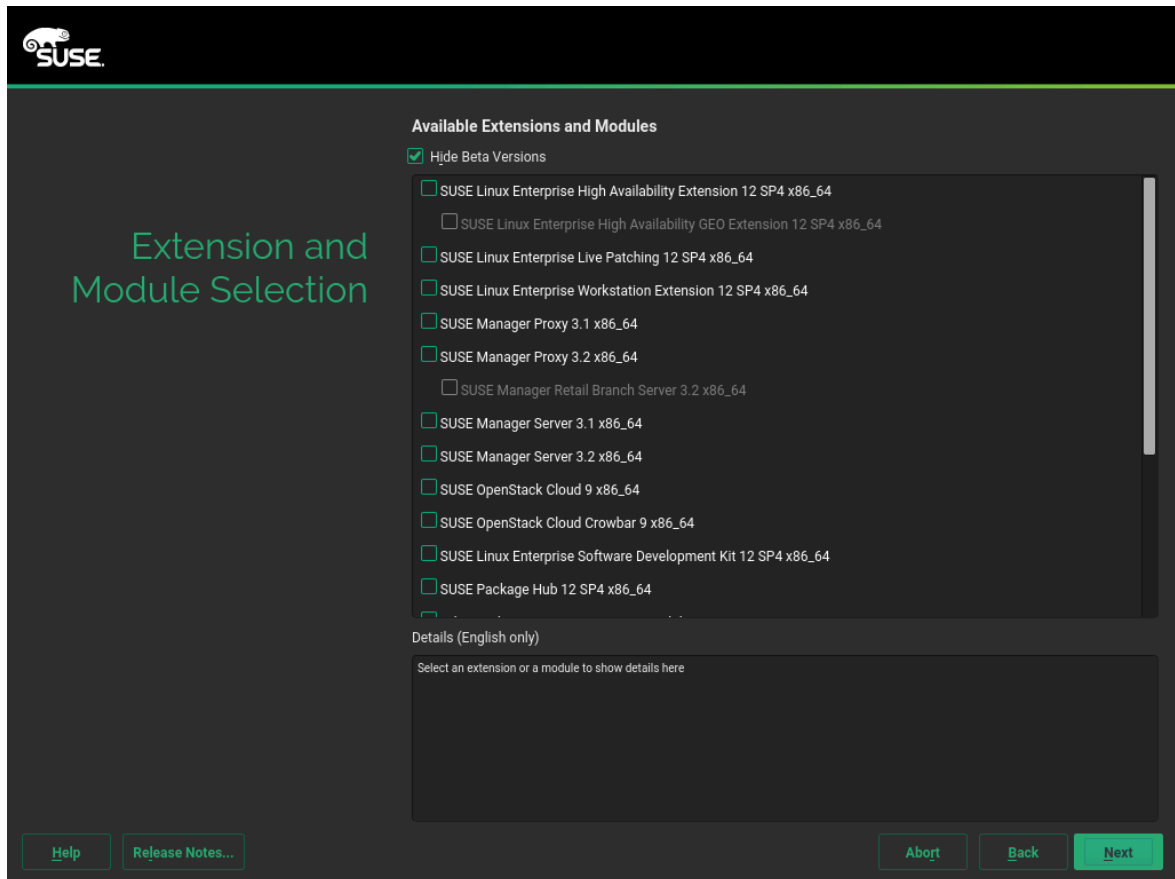 SUSE.
Extension and
Module Selection
Available Extensions and Modules
Hide Beta Versions
SUSE Linux Enterprise High Availability Extension 12 SP4 x86_64
SUSE Linux Enterprise High Availability GEO Extension 12 SP4 x86_64
SUSE Linux Enterprise Live Patching 12 SP4 x86_64
SUSE Linux Enterprise Workstation Extension 12 SP4 x86_64
SUSE Manager Proxy 3.1 x86_64
SUSE Manager Proxy 3.2 x86_64
SUSE Manager Retail Branch Server 3.2 x86_64
SUSE Manager Server 3.1 x86_64
SUSE Manager Server 3.2 x86_64
SUSE OpenStack Cloud 9 x86_64
SUSE OpenStack Cloud Crowbar 9 x86_64
SUSE Linux Enterprise Software Development Kit 12 SP4 x86_64
SUSE Package Hub 12 SP4 x86_64
Details (English only)
Select an extension or a module to show details here
Help
Release Notes...
Abort
Back
Next